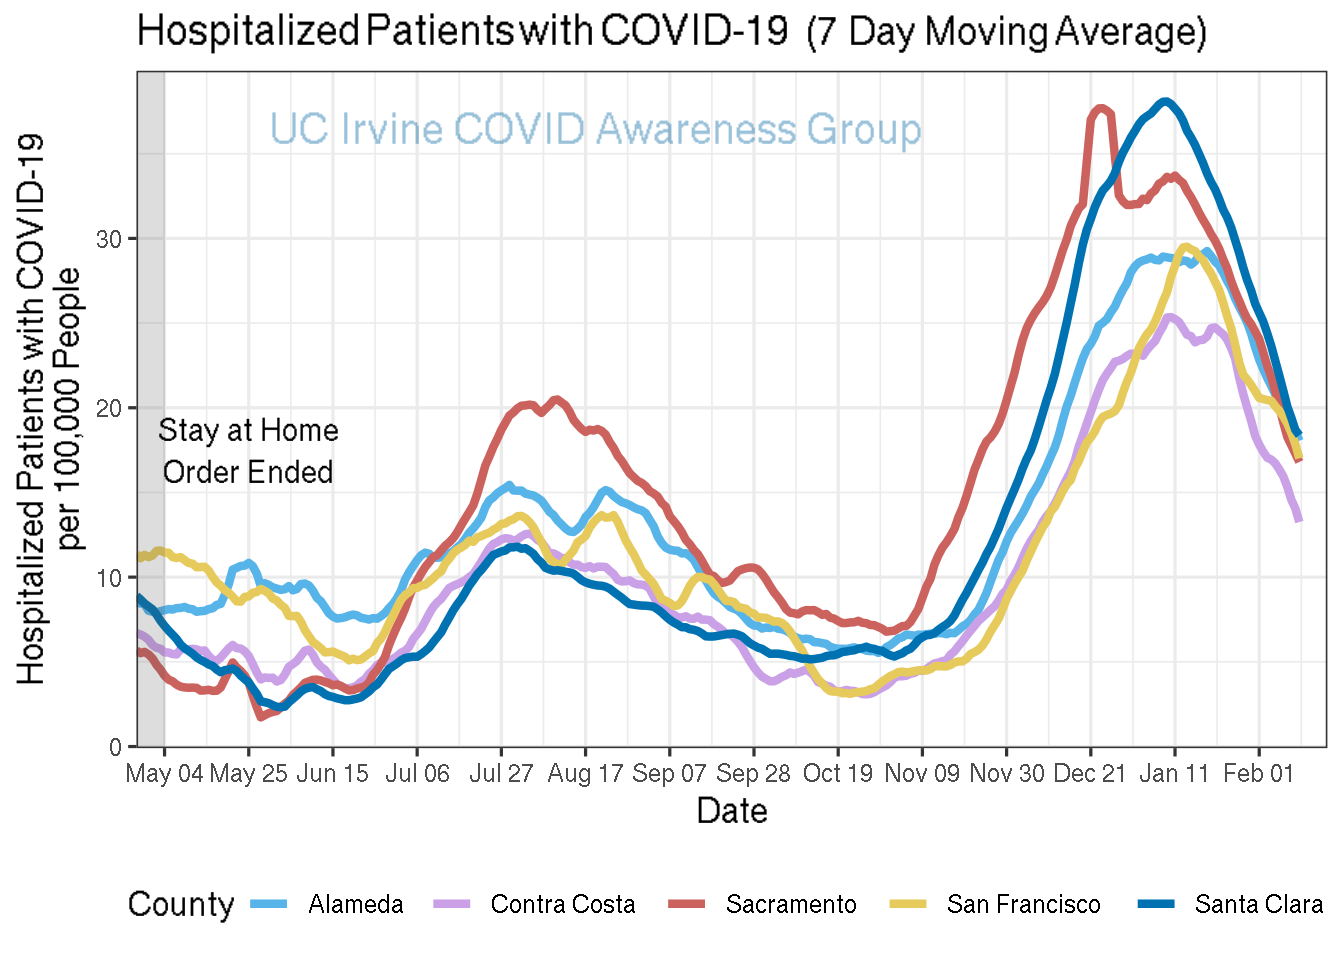 Hospitalized Patients with COVID-19 (7 Day Moving Average)
UC Irvine COVID Awareness Group
Hospitalized Patients with COVID-19
per 100,000 People
30
20
10
0
Stay at Home
Order Ended
May 04 May 25 Jun 15 Jul 06 Jul 27 Aug 17 Sep 07 Sep 28 Oct 19 Nov 09 Nov 30 Dec 21 Jan 11 Feb 01
Date
County Alameda Contra Costa Sacramento San Francisco Santa Clara